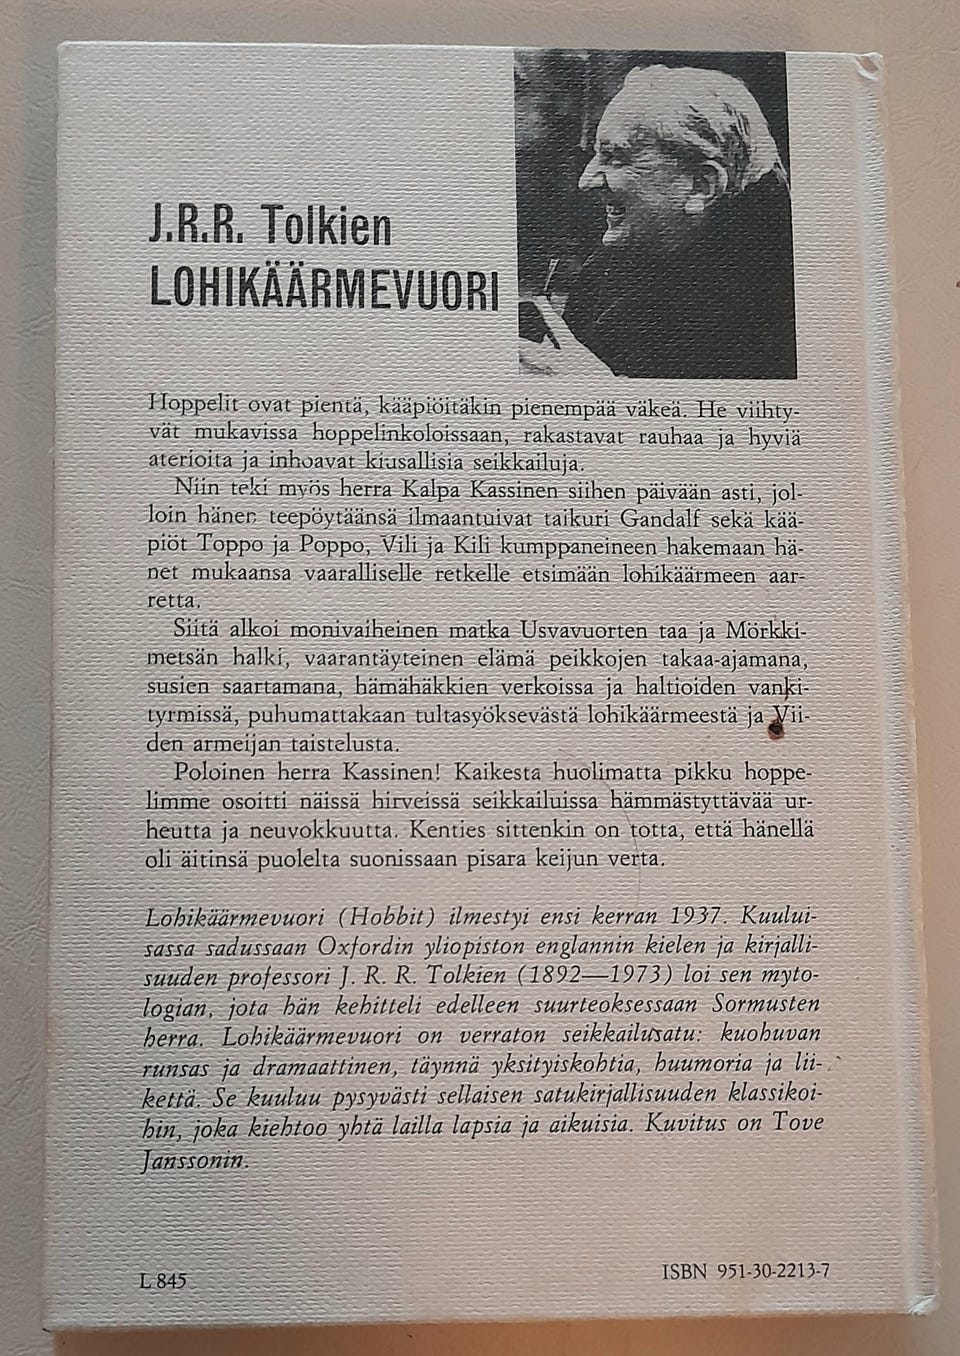 J.R.R. Tolkien
LOHIKÄÄRMEVUORI
Hoppelit ovat pientä, kääpiöitäkin pienempää väkeä. He viihty-
vät mukavissa hoppelinkoloissaan, rakastavat rauhaa ja hyviä
aterioita ja inhoavat kiusallisia seikkailuja.
Niin teki myös herra Kalpa Kassinen siihen päivään asti, jol-
loin hänen teepöytäänsä ilmaantuivat taikuri Gandalf sekä kää-
piöt Toppo ja Poppo, Vili ja Kili kumppaneineen hakemaan hä-
net mukaansa vaaralliselle retkelle etsimään lohikäärmeen aar-
retta.
Siitä alkoi monivaiheinen matka Usvavuorten taa ja Mörkki-
metsän halki, vaarantäyteinen elämä peikkojen takaa-ajamana,
susien saartamana, hämähäkkien verkoissa ja haltioiden vanki-
tyrmissä, puhumattakaan tultasyöksevästä lohikäärmeestä ja Vii-
den armeijan taistelusta.
Poloinen herra Kassinen! Kaikesta huolimatta pikku hoppe-
limme osoitti näissä hirveissä seikkailuissa hämmästyttävää ur-
heutta ja neuvokkuutta. Kenties sittenkin on totta, että hänellä
oli äitinsä puolelta suonissaan pisara keijun verta.
Lohikäärmevuori (Hobbit) ilmestyi ensi kerran 1937. Kuului-
sassa sadussaan Oxfordin yliopiston englannin kielen ja kirjalli-
suuden professori J. R. R. Tolkien (1892—1973) loi sen myto-
logian, jota hän kehitteli edelleen suurteoksessaan Sormusten
herra. Lohikäärmevuori on verraton seikkailusatu: kuohuvan
runsas ja dramaattinen, täynnä yksityiskohtia, huumoria ja lii-
kettä. Se kuuluu pysyvästi sellaisen satukirjallisuuden klassikoi-
hin, joka kiehtoo yhtä lailla lapsia ja aikuisia. Kuvitus on Tove
Janssonin.
L 845
ISBN 951-30-2213-7